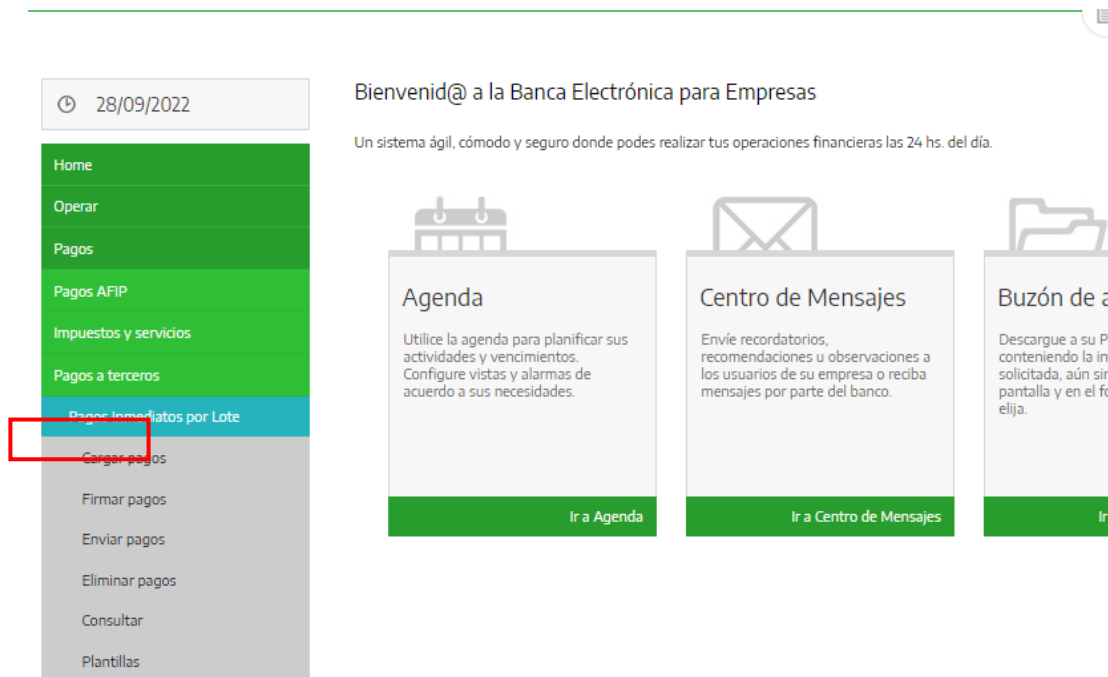 28/09/2022
Home
Operar
Pagos
Pagos AFIP
Impuestos y servicios
Pagos a terceros
Pagos Inmediatos por Lote
Cargar pagos
Firmar pagos
Enviar pagos
Eliminar pagos
Consultar
Plantillas
Bienvenid@ a la Banca Electrónica para Empresas
Un sistema ágil, cómodo y seguro donde podes realizar tus operaciones financieras las 24 hs. del día.
Agenda
Utilice la agenda para planificar sus
actividades y vencimientos.
Configure vistas y alarmas de
acuerdo a sus necesidades.
Ir a Agenda
Centro de Mensajes
Envíe recordatorios,
recomendaciones u observaciones a
los usuarios de su empresa o reciba
mensajes por parte del banco.
Ir a Centro de Mensajes
Buzón de
Descargue a su
conteniendo la
solicitada, aún
pantalla y en el
elija.
Ir